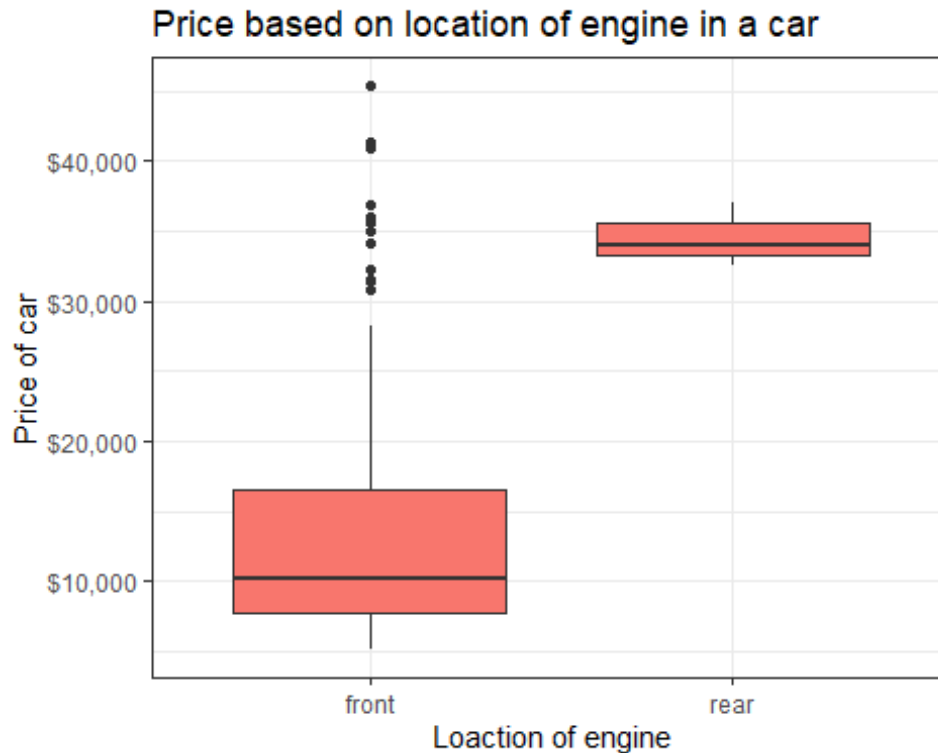 Price based on location of engine in a car
Price of car
$40,000
$30,000
$20,000
$10,000
front
rear
Loaction of engine